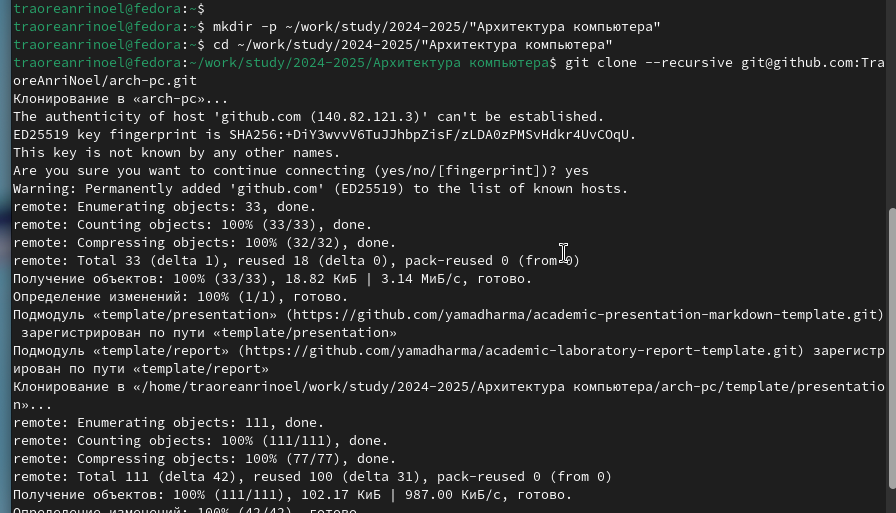 traoreanrinoel@fedora:~$
traoreanrinoel@fedora:~$ mkdir -p ~/work/study/2024-2025/"Архитектура компьютера"
traoreanrinoel@fedora:~$ cd ~/work/study/2024-2025/"Архитектура компьютера"
traoreanrinoel@fedora:~/work/study/2024-2025/Архитектура компьютера$ git clone --recursive git@github.com:Tra
oreAnriNoel/arch-pc.git
Клонирование в «arch-pc»...
The authenticity of host 'github.com (140.82.121.3)' can't be established.
ED25519 key fingerprint is SHA256:+DiY3wvvV6TuJJhbpZisF/zLDA0zPMSvHdkr4UvCOqU.
This key is not known by any other names.
Are you sure you want to continue connecting (yes/no/[fingerprint])? yes
Warning: Permanently added 'github.com' (ED25519) to the list of known hosts.
remote: Enumerating objects: 33, done.
remote: Counting objects: 100% (33/33), done.
remote: Compressing objects: 100% (32/32), done.
remote: Total 33 (delta 1), reused 18 (delta 0), pack-reused 0 (from 0)
Получение объектов: 100% (33/33), 18.82 КиБ | 3.14 МиБ/с, готово.
Определение изменений: 100% (1/1), готово.
Подмодуль «template/presentation» (https://github.com/yamadharma/academic-presentation-markdown-template.git)
зарегистрирован по пути «template/presentation»
Подмодуль «template/report» (https://github.com/yamadharma/academic-laboratory-report-template.git) зарегистр
ирован по пути «template/report»
Клонирование в «/home/traoreanrinoel/work/study/2024-2025/Архитектура компьютера/arch-pc/template/presentatio
n»...
remote: Enumerating objects: 111, done.
remote: Counting objects: 100% (111/111), done.
remote: Compressing objects: 100% (77/77), done.
remote: Total 111 (delta 42), reused 100 (delta 31), pack-reused 0 (from 0)
Получение объектов: 100% (111/111), 102.17 КиБ | 987.00 КиБ/с, готово.
Определение изменений: 100% (42/42), готово.